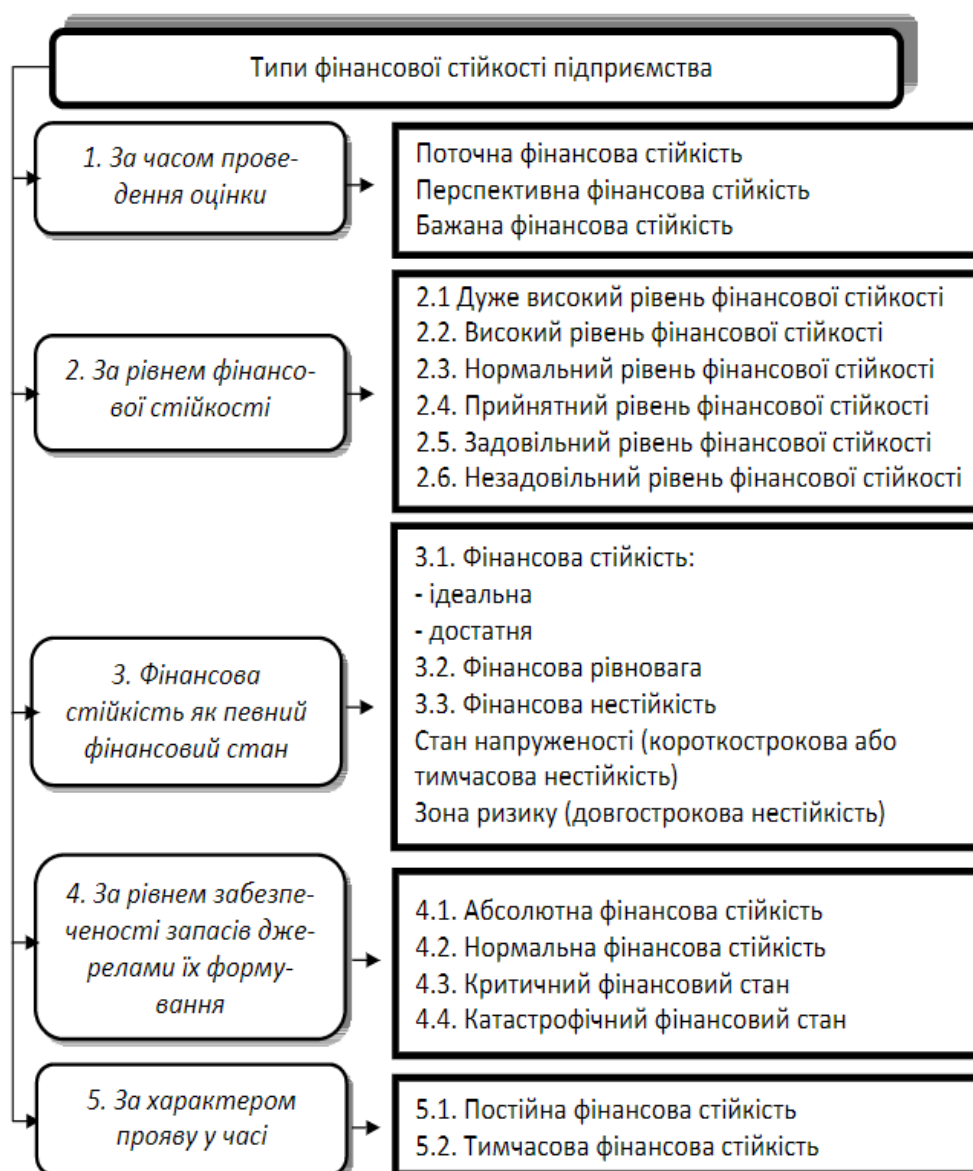 Типи фінансової стійкості підприємства
1. За часом прове-
дення оцінки
Поточна фінансова стійкість
Перспективна фінансова стійкість
Бажана фінансова стійкість
2. За рівнем фінансо-
вої стійкості
2.1 Дуже високий рівень фінансової стійкості
2.2. Високий рівень фінансової стійкості
2.3. Нормальний рівень фінансової стійкості
2.4. Прийнятний рівень фінансової стійкості
2.5. Задовільний рівень фінансової стійкості
2.6. Незадовільний рівень фінансової стійкості
3. Фінансова
стійкість як певний
фінансовий стан
3.1. Фінансова стійкість:
- ідеальна
- достатня
3.2. Фінансова рівновага
3.3. Фінансова нестійкість
Стан напруженості (короткострокова або
тимчасова нестійкість)
Зона ризику (довгострокова нестійкість)
4. За рівнем забезпе-
ченості запасів дже-
релами їх форму-
вання
4.1. Абсолютна фінансова стійкість
4.2. Нормальна фінансова стійкість
4.3. Критичний фінансовий стан
4.4. Катастрофічний фінансовий стан
5. За характером
прояву у часі
5.1. Постійна фінансова стійкість
5.2. Тимчасова фінансова стійкість